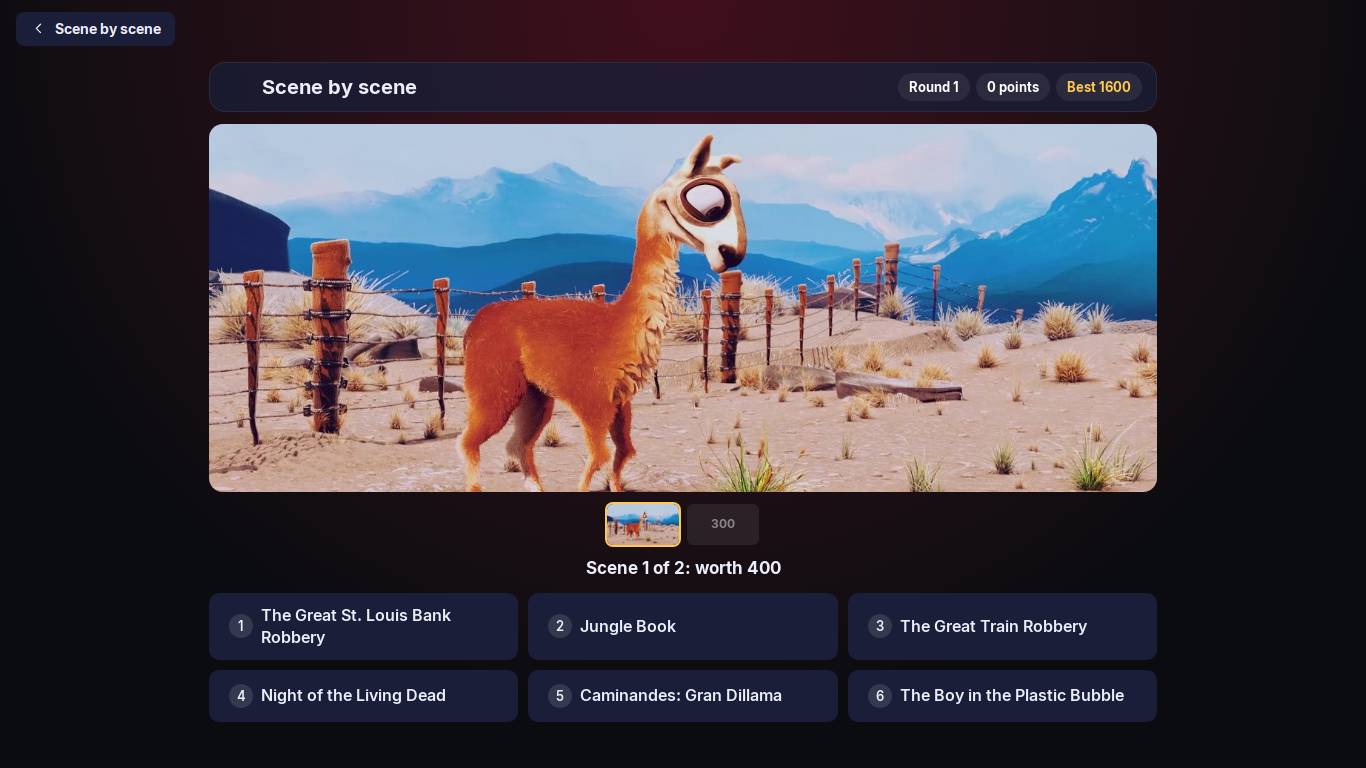 Scene by scene
Scene by scene
Round 1
0 points
Best 1600
300
Scene 1 of 2: worth 400
1 The Great St. Louis Bank
Robbery
2 Jungle Book
3 The Great Train Robbery
4 Night of the Living Dead
5 Caminandes: Gran Dillama
6 The Boy in the Plastic Bubble